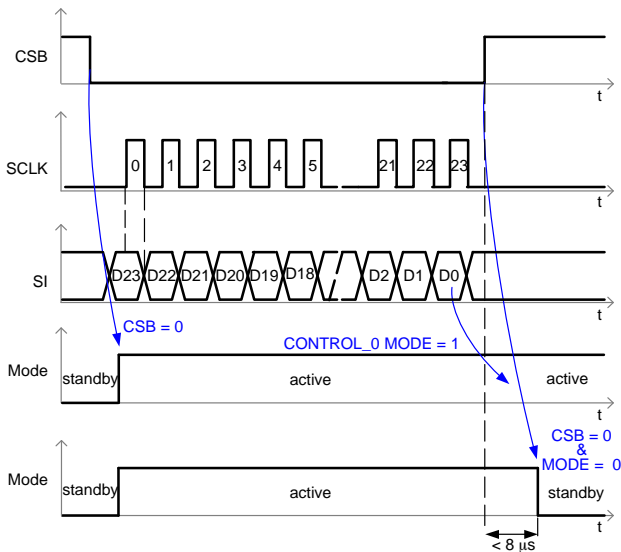 CSB
t
SCLK
0 1 2 3 4 5 21 22 23
t
SI
D23 D22 D21 D20 D19 D18 D2 D1 D0
t
CSB = 0
CONTROL_0 MODE = 1
Mode
standby active active
t
CSB = 0
&
MODE = 0
Mode
standby active standby
t
< 8 µs